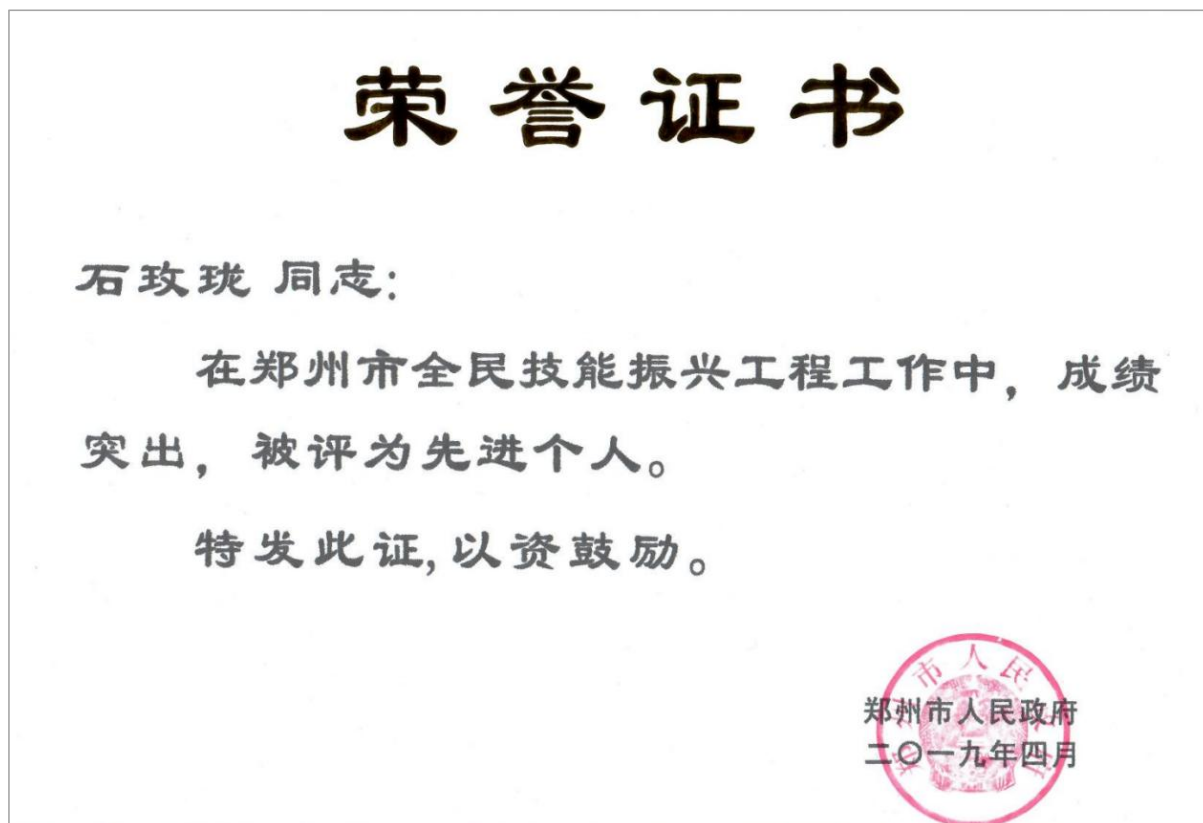 荣誉证书
石玫珑 同志:
在郑州市全民技能振兴工程工作中，成绩
突出，被评为先进个人。
特发此证,以资鼓励。
郑州市人民政府
二〇一九年四月